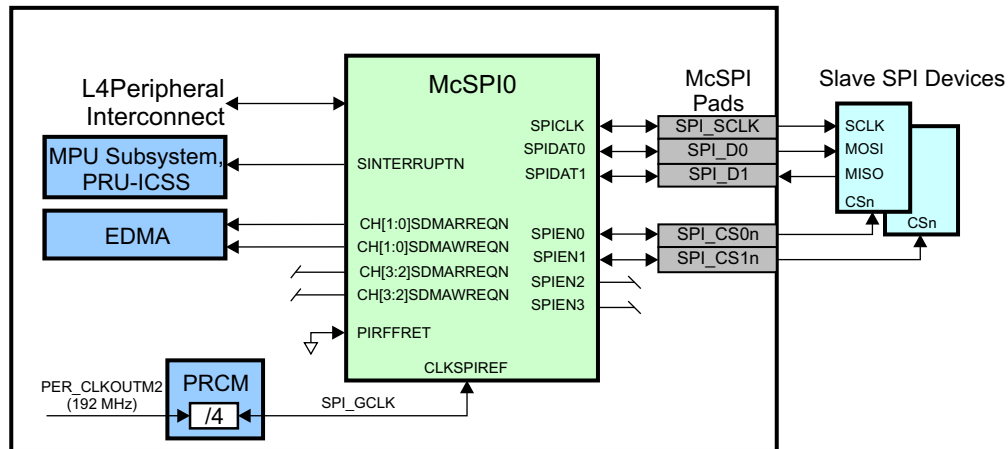 McSPI0
McSPI
Pads
Slave SPI Devices
L4Peripheral
Interconnect
MPU Subsystem,
PRU-ICSS
EDMA
SINTERRUPTN
CH[1:0]SDMARREQN
CH[1:0]SDMAWREQN
CH[3:2]SDMARREQN
CH[3:2]SDMAWREQN
PIRFFRET
CLKSPIREF
SPICLK
SPIDAT0
SPIDAT1
SPIEN0
SPIEN1
SPIEN2
SPIEN3
SPI_SCLK
SPI_D0
SPI_D1
SPI_CS0n
SPI_CS1n
SCLK
MOSI
MISO
CSn
CSn
PER_CLKOUTM2
(192 MHz)
PRCM
/4
SPI_GCLK